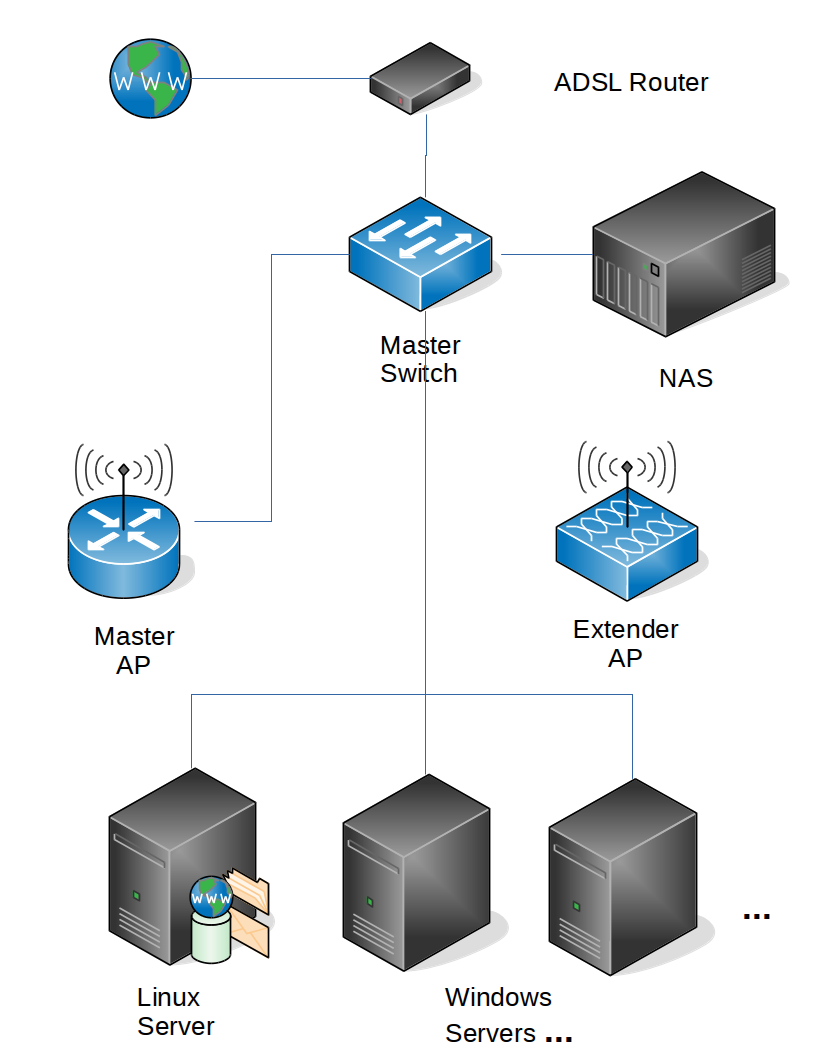 WWW
ADSL Router
Master
Switch
NAS
Master
AP
Extender
AP
WWW
...
Linux
Server
Windows
Servers ...